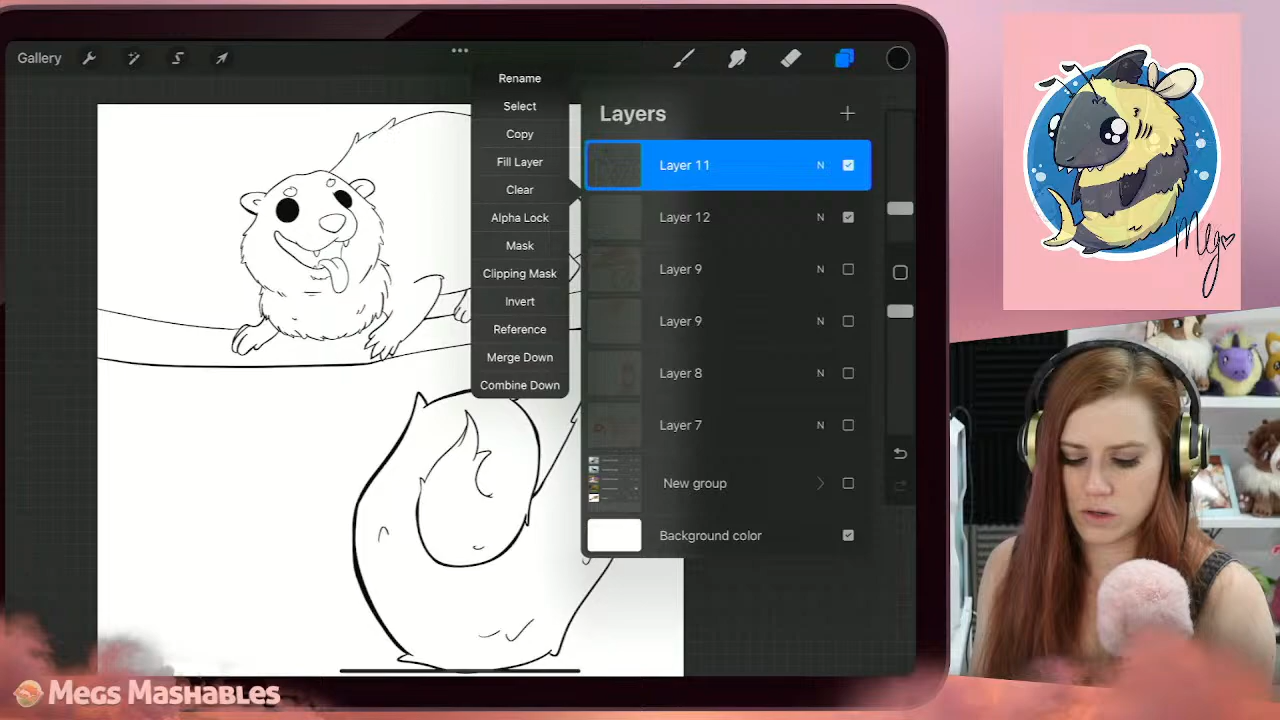 Gallery
Rename
Select
Copy
Fill Layer
Clear
Alpha Lock
Mask
Clipping Mask
Invert
Reference
Merge Down
Combine Down
Layers
Layer 11 N
Layer 12 N
Layer 9 N
Layer 9 N
Layer 8 N
Layer 7 N
New group
Background color
Meg
Megs Mashables